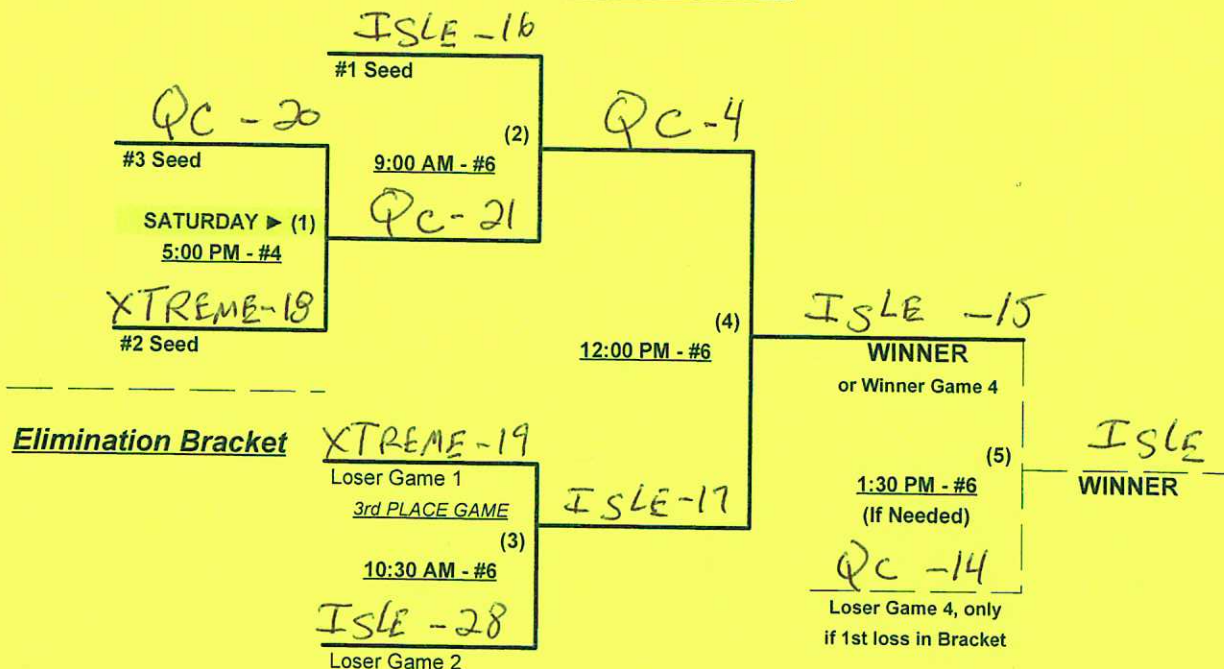 ISLE -16
#1 Seed
QC - 20
#3 Seed
(2)
9:00 AM - #6
QC-4
SATURDAY ► (1)
5:00 PM - #4
QC-21
XTREME-18
#2 Seed
(4)
12:00 PM - #6
ISLE -15
WINNER
or Winner Game 4
Elimination Bracket
XTREME-19
Loser Game 1
3rd PLACE GAME
(3)
10:30 AM - #6
ISLE-17
ISLE -28
Loser Game 2
(5)
1:30 PM - #6
(If Needed)
ISLE
WINNER
QC -14
Loser Game 4, only
if 1st loss in Bracket